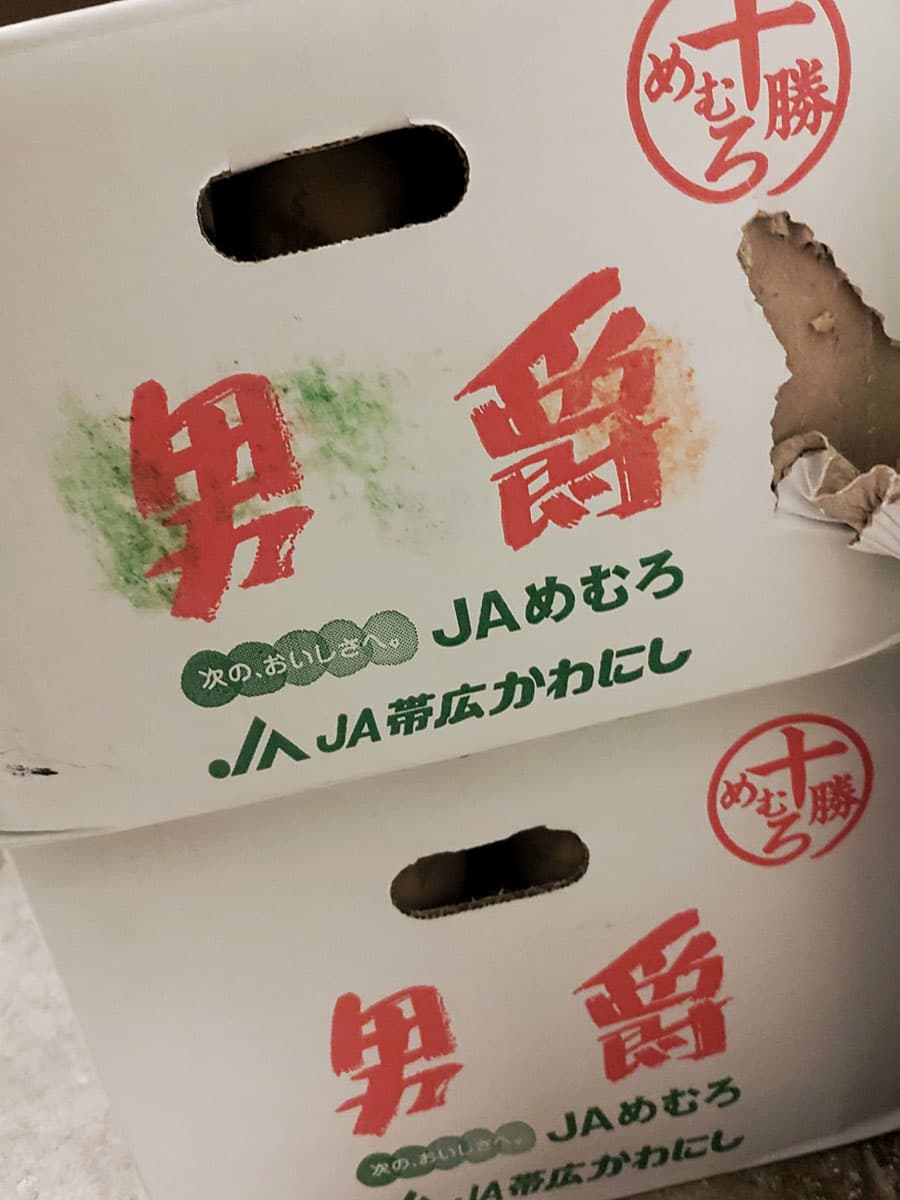 十勝
めむろ
男爵
次の、おいしさへ。
JAめむろ
JA JA帯広かわにし
十勝
めむろ
男爵
次の、おいしさへ。
JAめむろ
JA帯広かわにし